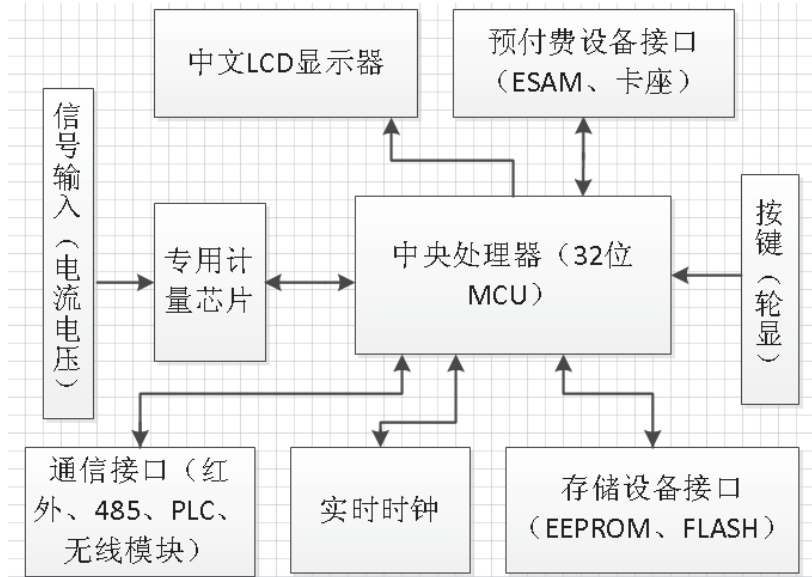 中文LCD显示器
预付费设备接口
（ESAM、卡座）
信号输入（电流电压）
专用计
量芯片
中央处理器（32位
MCU）
按键（轮显）
通信接口（红
外、485、PLC、
无线模块）
实时时钟
存储设备接口
（EEPROM、FLASH）